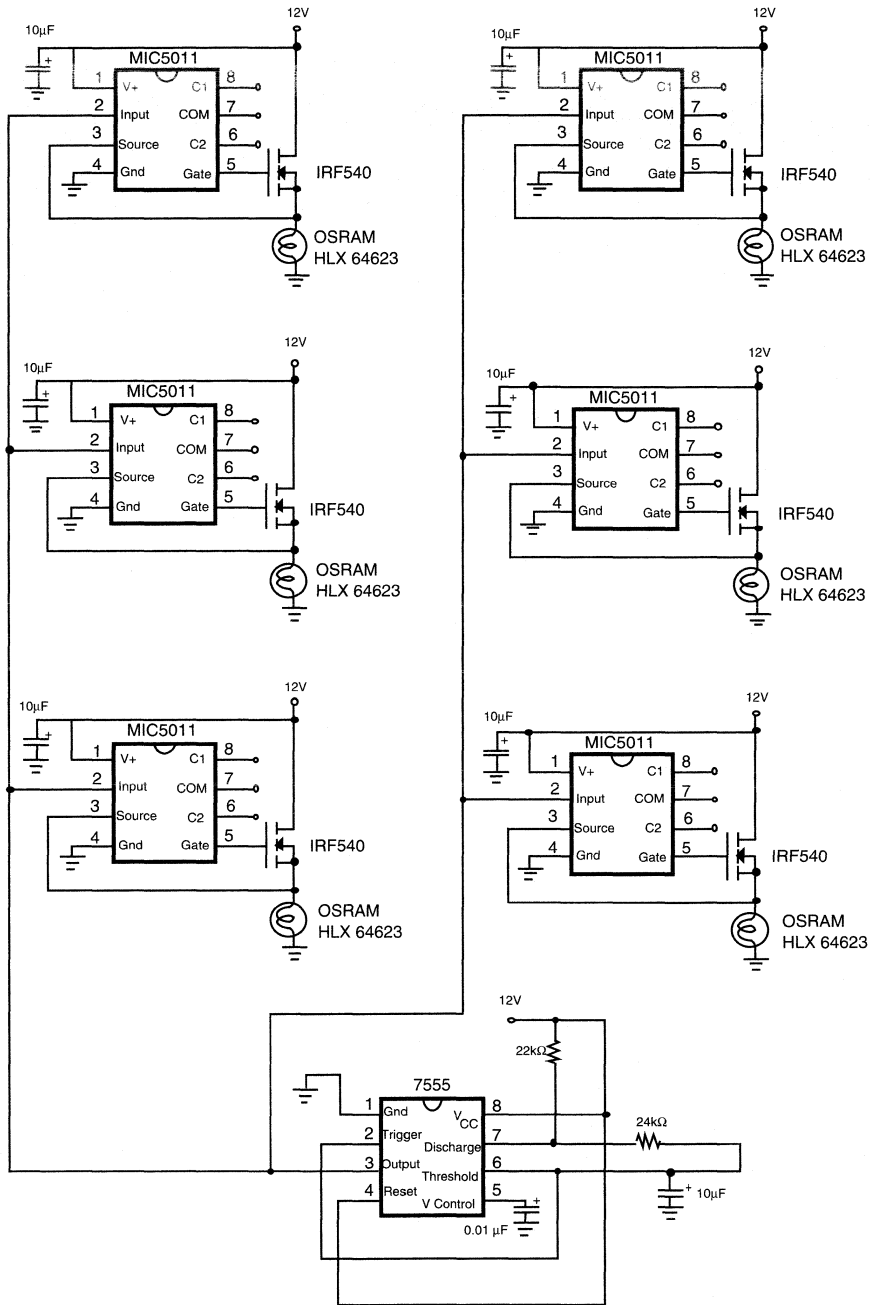 12V
10µF
+
MIC5011
1 V+ C1 8
2 Input COM 7
3 Source C2 6
4 Gnd Gate 5
IRF540
OSRAM
HLX 64623
12V
10µF
+
MIC5011
1 V+ C1 8
2 Input COM 7
3 Source C2 6
4 Gnd Gate 5
IRF540
OSRAM
HLX 64623
12V
10µF
+
MIC5011
1 V+ C1 8
2 Input COM 7
3 Source C2 6
4 Gnd Gate 5
IRF540
OSRAM
HLX 64623
12V
10µF
+
MIC5011
1 V+ C1 8
2 Input COM 7
3 Source C2 6
4 Gnd Gate 5
IRF540
OSRAM
HLX 64623
12V
10µF
+
MIC5011
1 V+ C1 8
2 Input COM 7
3 Source C2 6
4 Gnd Gate 5
IRF540
OSRAM
HLX 64623
12V
10µF
+
MIC5011
1 V+ C1 8
2 Input COM 7
3 Source C2 6
4 Gnd Gate 5
IRF540
OSRAM
HLX 64623
12V
22kΩ
7555
24kΩ
1 Gnd VCC 8
2 Trigger Discharge 7
3 Output Threshold 6
4 Reset V Control 5
+
10µF
+
0.01 µF